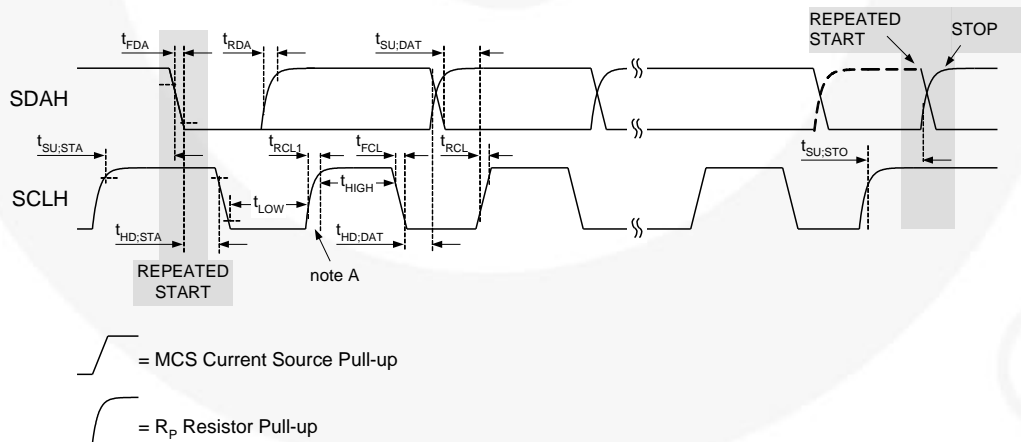 REPEATED
START
STOP
tFDA
tRDA
tSU;DAT
SDAH
tSU;STA
tRCL1
tFCL
tRCL
tSU;STO
tHIGH
SCLH
tLOW
tHD;STA
tHD;DAT
REPEATED
START
note A
= MCS Current Source Pull-up
= RP Resistor Pull-up